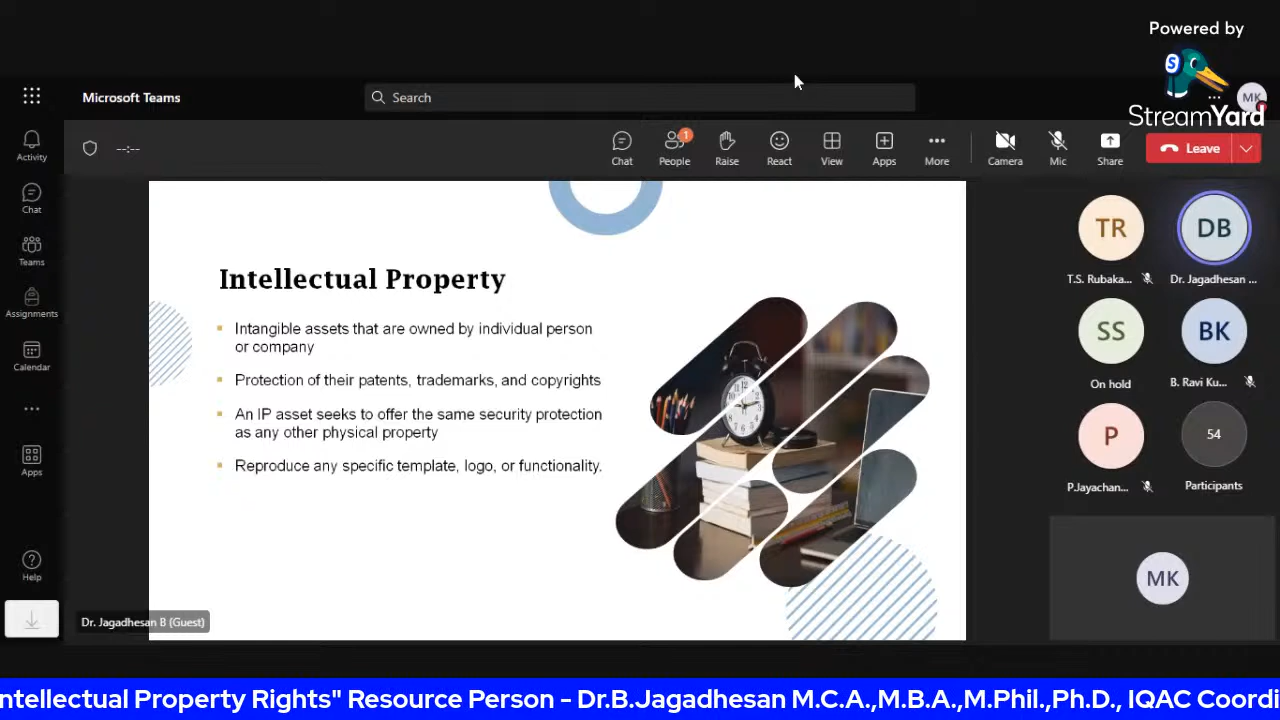 Powered by
StreamYard
Microsoft Teams
Search
MK
Activity
Chat
Teams
Assignments
Calendar
Apps
Help
--:--
Chat
People
1
Raise
React
View
Apps
More
Camera
Mic
Share
Leave
Intellectual Property
Intangible assets that are owned by individual person
or company
Protection of their patents, trademarks, and copyrights
An IP asset seeks to offer the same security protection
as any other physical property
Reproduce any specific template, logo, or functionality.
TR
DB
T.S. Rubaka...
Dr. Jagadhesan ...
SS
BK
On hold
B. Ravi Ku...
P
54
P.Jayachan...
Participants
MK
Dr. Jagadhesan B (Guest)
ntellectual Property Rights" Resource Person - Dr.B.Jagadhesan M.C.A.,M.B.A.,M.Phil.,Ph.D., IQAC Coordi